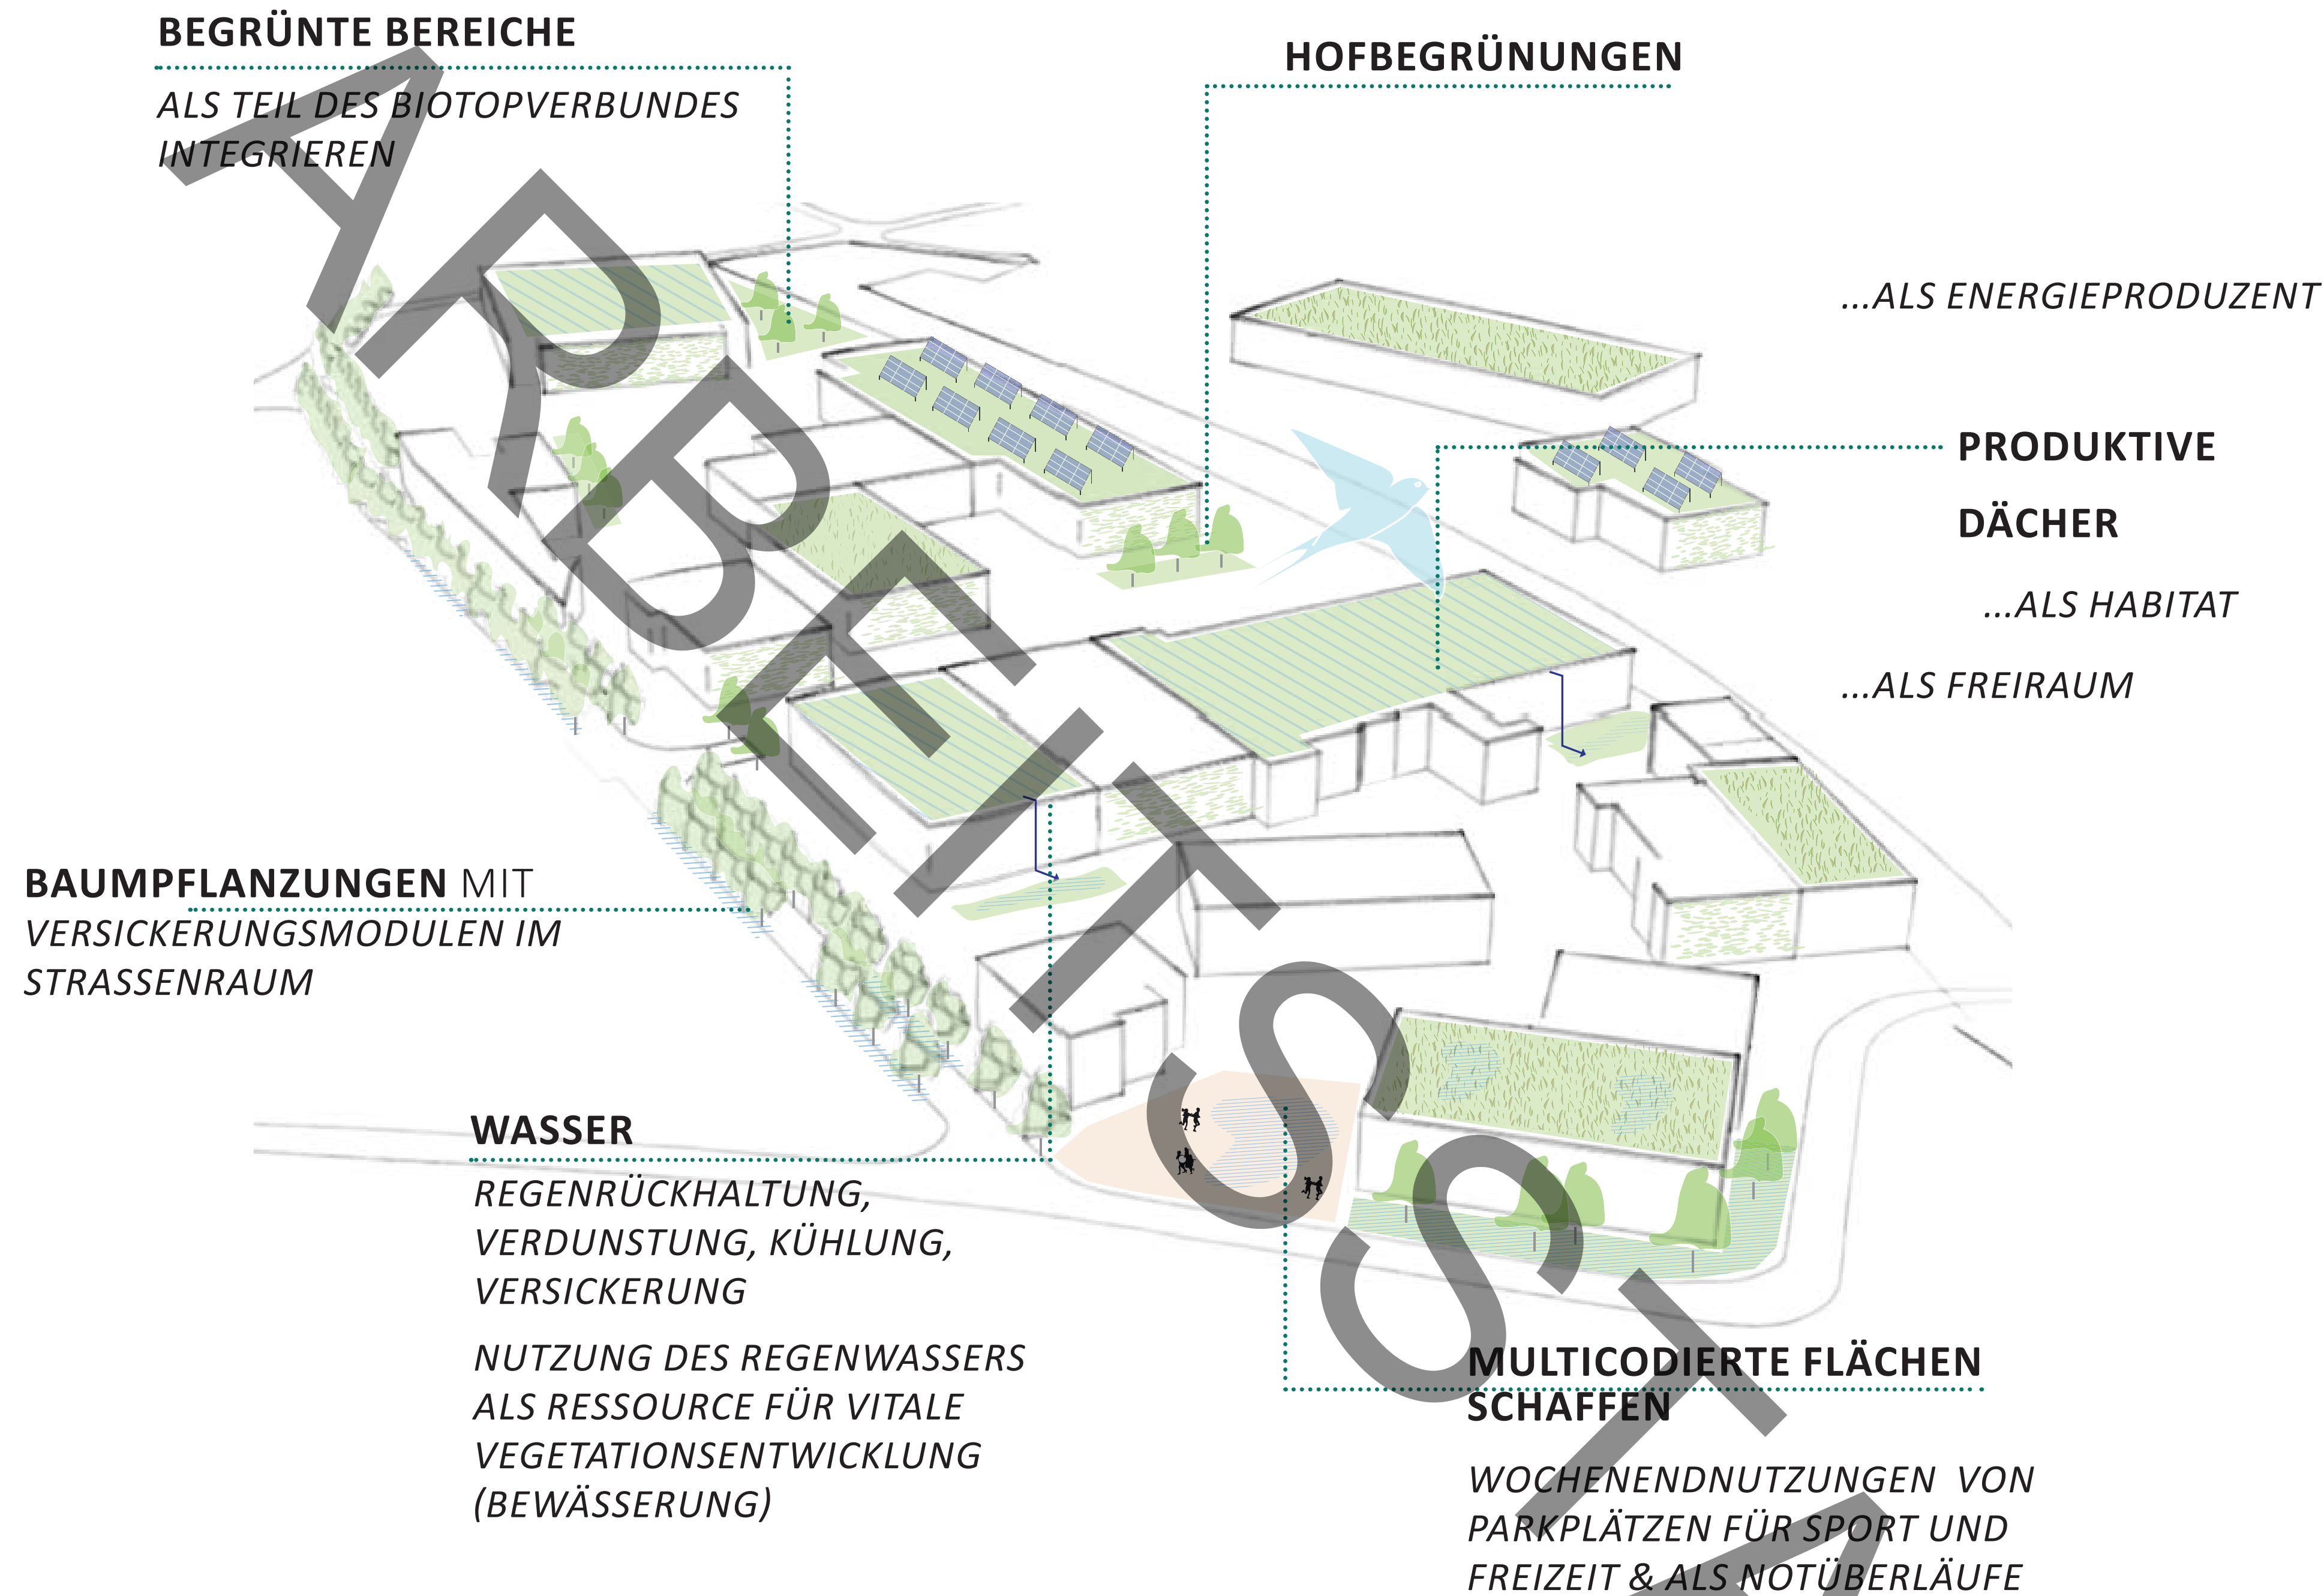 BEGRÜNTE BEREICHE
ALS TEIL DES BIOTOPVERBUNDES
INTEGRIEREN
HOFBEGRÜNUNGEN
...ALS ENERGIEPRODUZENT
PRODUKTIVE
DÄCHER
...ALS HABITAT
...ALS FREIRAUM
BAUMPFLANZUNGEN MIT
VERSICKERUNGSMODULEN IM
STRASSENRAUM
WASSER
REGENRÜCKHALTUNG,
VERDUNSTUNG, KÜHLUNG,
VERSICKERUNG
NUTZUNG DES REGENWASSERS
ALS RESSOURCE FÜR VITALE
VEGETATIONSENTWICKLUNG
(BEWÄSSERUNG)
MULTICODIERTE FLÄCHEN
SCHAFFEN
WOCHENENDNUTZUNGEN VON
PARKPLÄTZEN FÜR SPORT UND
FREIZEIT & ALS NOTÜBERLÄUFE
ARBEITSSTA